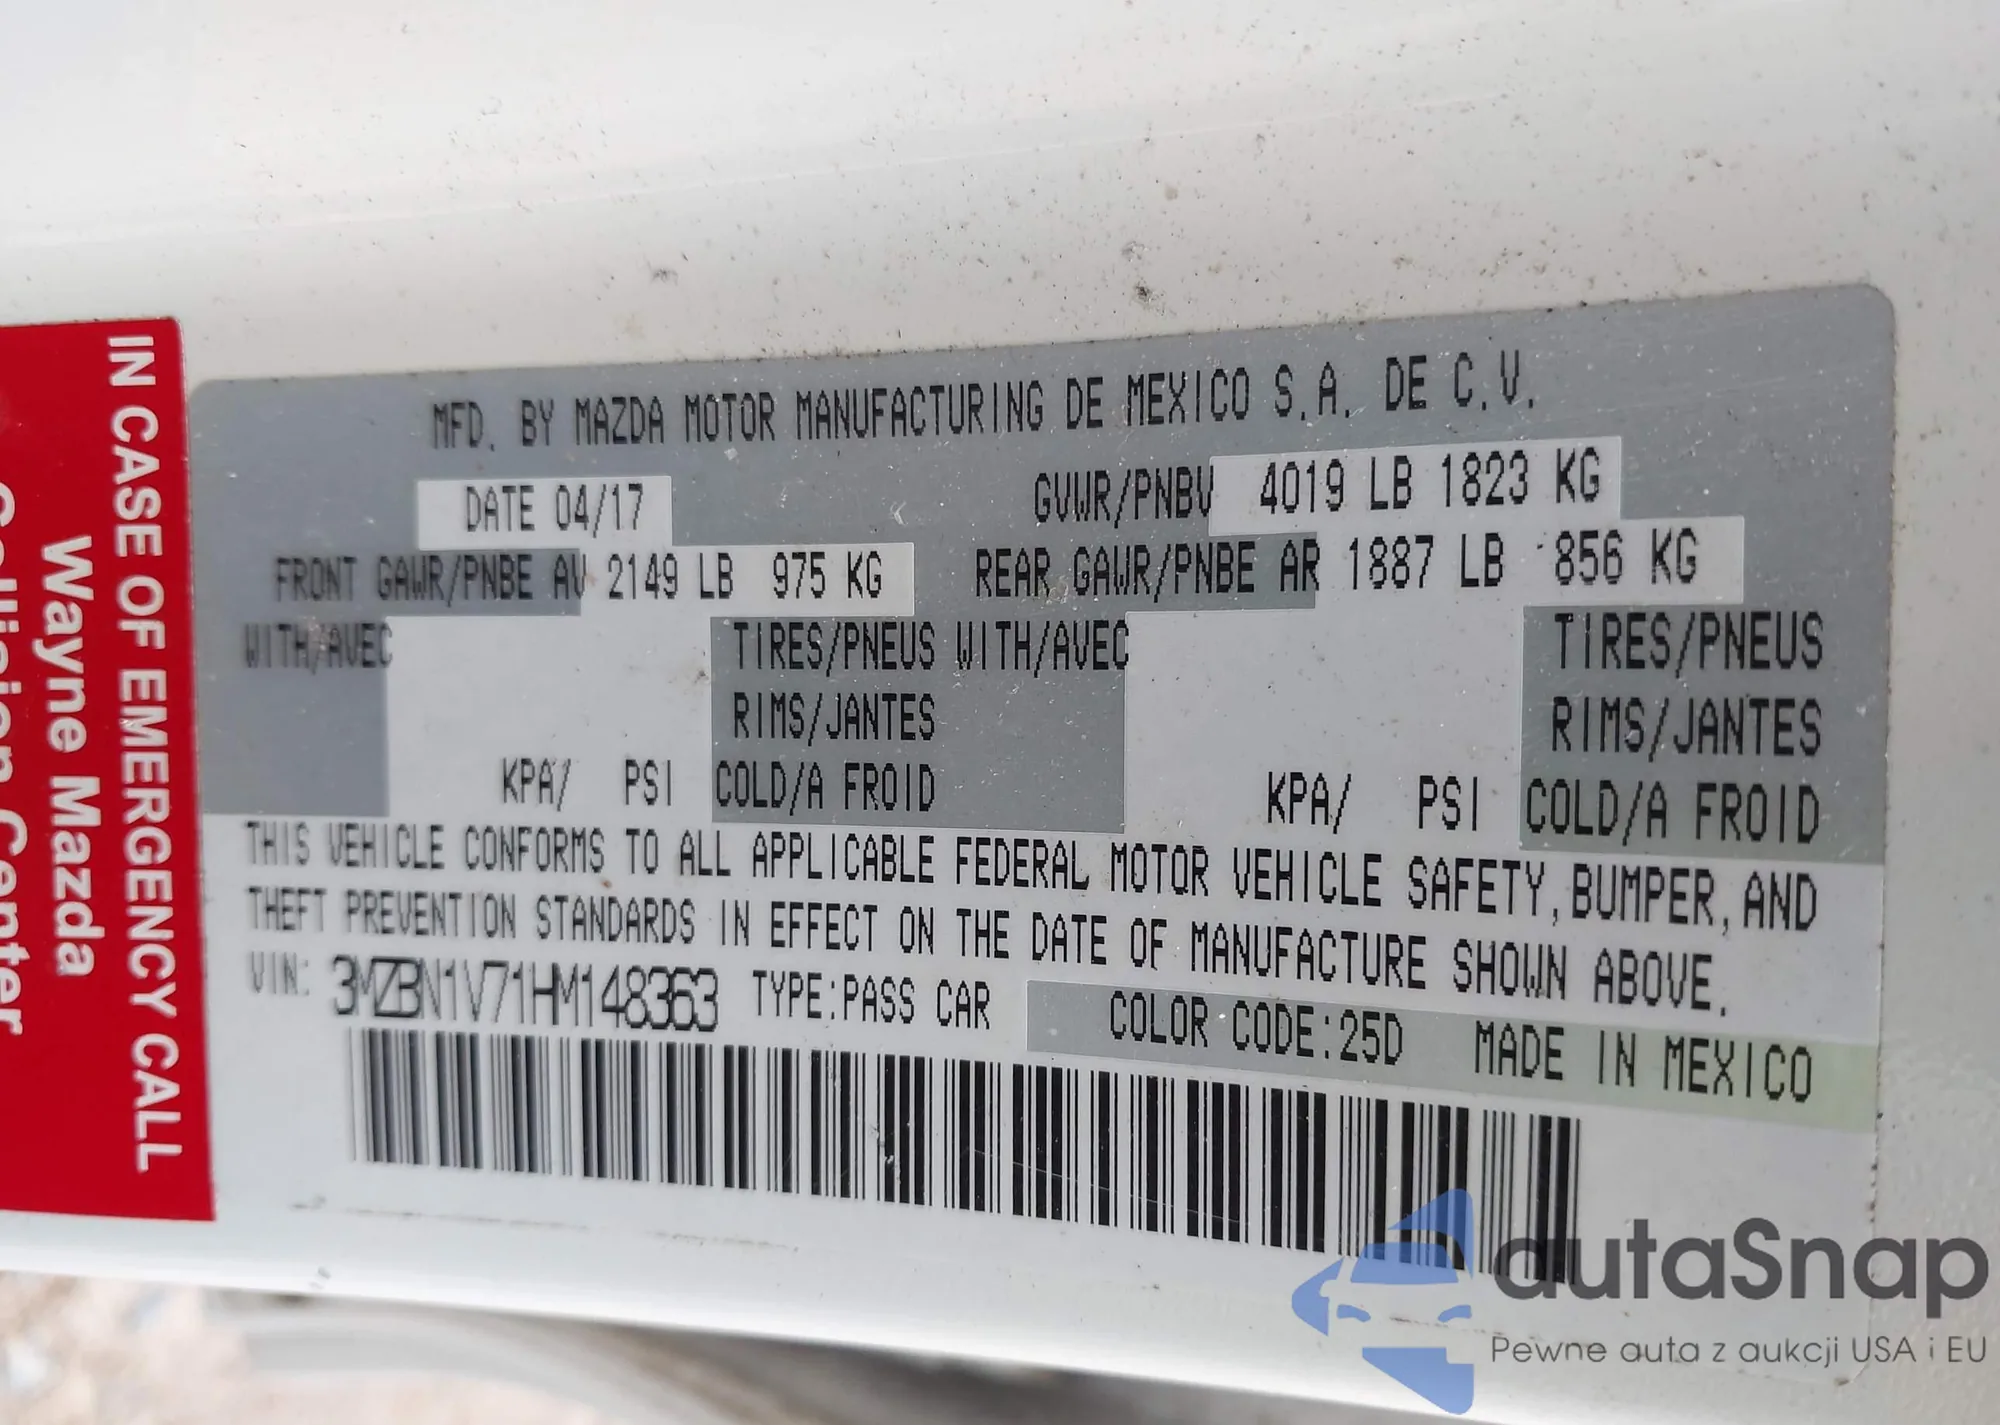 IN CASE OF EMERGENCY CALL
Wayne Mazda
Collision Center
MFD. BY MAZDA MOTOR MANUFACTURING DE MEXICO S.A. DE C.V.
DATE 04/17 GVWR/PNBV 4019 LB 1823 KG
FRONT GAWR/PNBE AV 2149 LB 975 KG REAR GAWR/PNBE AR 1887 LB 856 KG
WITH/AVEC TIRES/PNEUS WITH/AVEC TIRES/PNEUS
RIMS/JANTES RIMS/JANTES
KPA/ PSI COLD/A FROID KPA/ PSI COLD/A FROID
THIS VEHICLE CONFORMS TO ALL APPLICABLE FEDERAL MOTOR VEHICLE SAFETY, BUMPER, AND
THEFT PREVENTION STANDARDS IN EFFECT ON THE DATE OF MANUFACTURE SHOWN ABOVE.
VIN: 3MZBN1V71HM148363 TYPE:PASS CAR
COLOR CODE:25D MADE IN MEXICO
autaSnap
Pewne auta z aukcji USA i EU